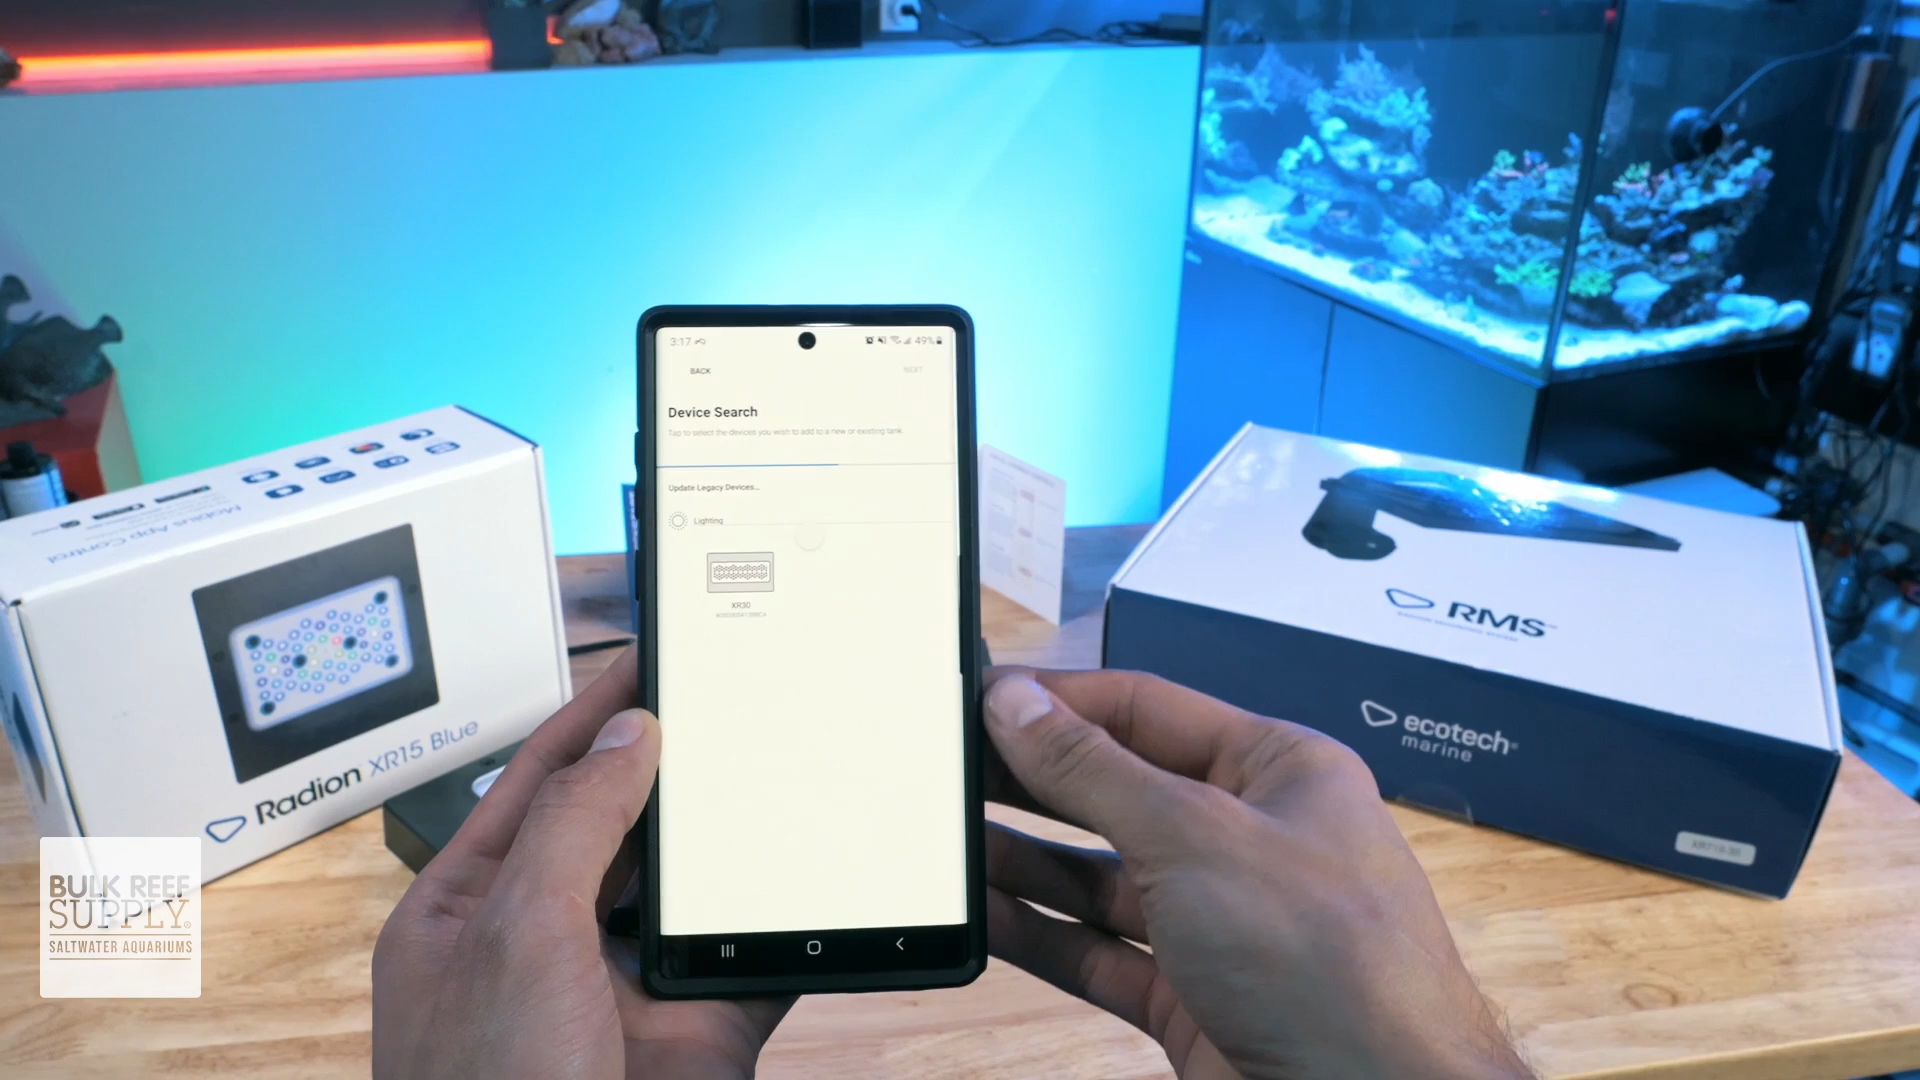 3:17
49%
BACK
NEXT
Device Search
Tap to select the devices you wish to add to a new or existing tank.
Update Legacy Devices...
Lighting
XR30
Mobius App Control
Radion XR15 Blue
RMS
ecotech
marine
BULK REEF
SUPPLY®
SALTWATER AQUARIUMS